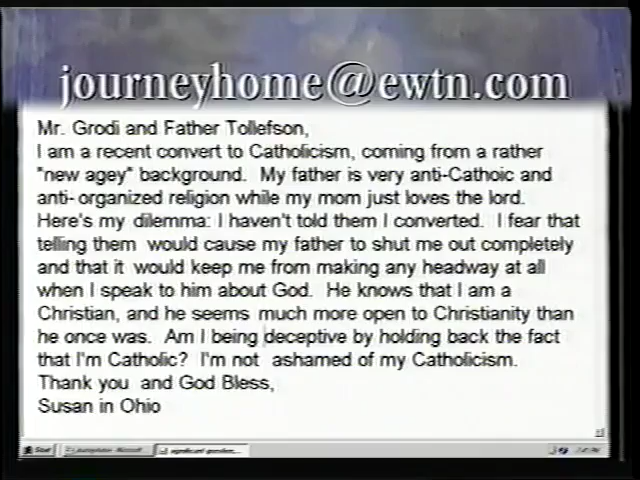 journeyhome@ewtn.com
Mr. Grodi and Father Tollefson,
I am a recent convert to Catholicism, coming from a rather
"new agey" background. My father is very anti-Cathoic and
anti- organized religion while my mom just loves the lord.
Here's my dilemma: I haven't told them I converted. I fear that
telling them would cause my father to shut me out completely
and that it would keep me from making any headway at all
when I speak to him about God. He knows that I am a
Christian, and he seems much more open to Christianity than
he once was. Am I being deceptive by holding back the fact
that I'm Catholic? I'm not ashamed of my Catholicism.
Thank you and God Bless,
Susan in Ohio
Start